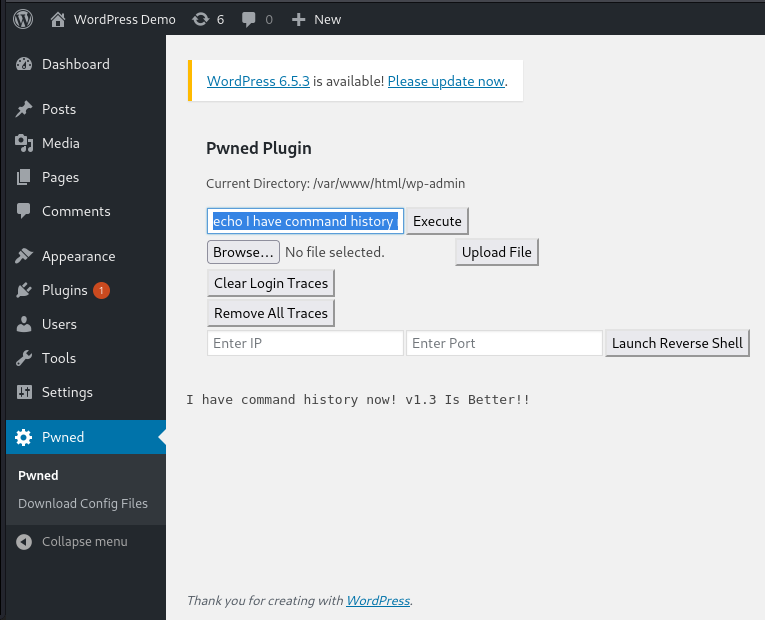 WordPress Demo 6 0 New
Dashboard
Posts
Media
Pages
Comments
Appearance
Plugins 1
Users
Tools
Settings
Pwned
Pwned
Download Config Files
Collapse menu
WordPress 6.5.3 is available! Please update now.
Pwned Plugin
Current Directory: /var/www/html/wp-admin
echo I have command history Execute
Browse... No file selected. Upload File
Clear Login Traces
Remove All Traces
Enter IP Enter Port Launch Reverse Shell
I have command history now! v1.3 Is Better!!
Thank you for creating with WordPress.